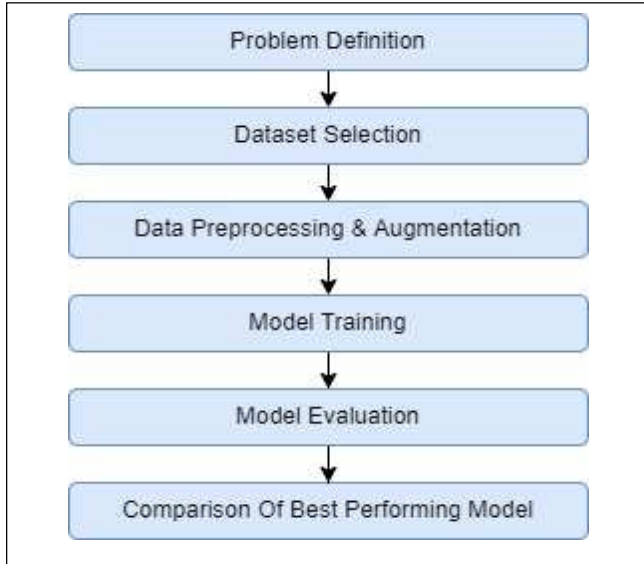 Problem Definition
Dataset Selection
Data Preprocessing & Augmentation
Model Training
Model Evaluation
Comparison Of Best Performing Model